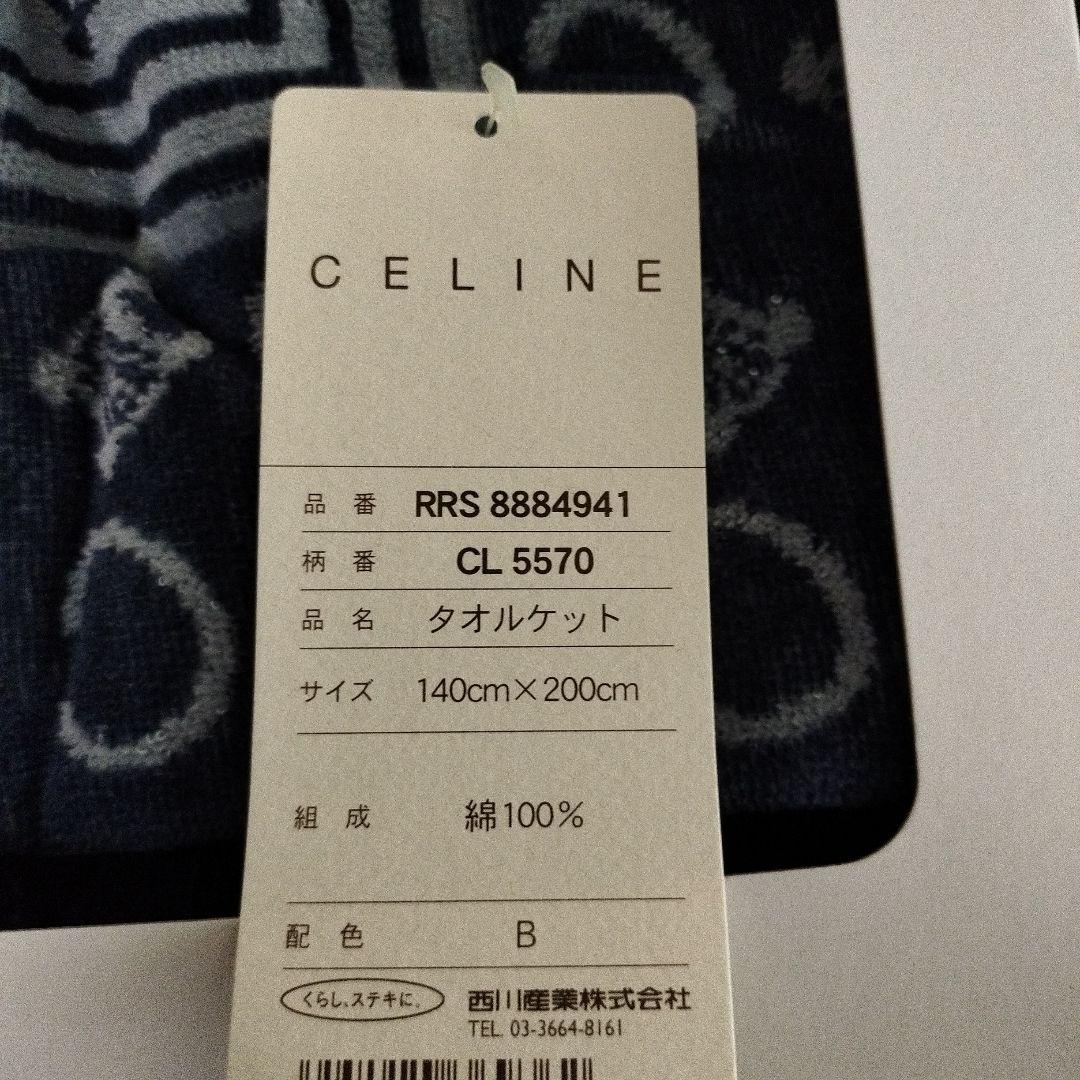 CELINE
品番 RRS 8884941
柄番 CL 5570
品名 タオルケット
サイズ 140cm×200cm
組成 綿100%
配色 B
くらし、ステキに。 西川産業株式会社
TEL. 03-3664-8161